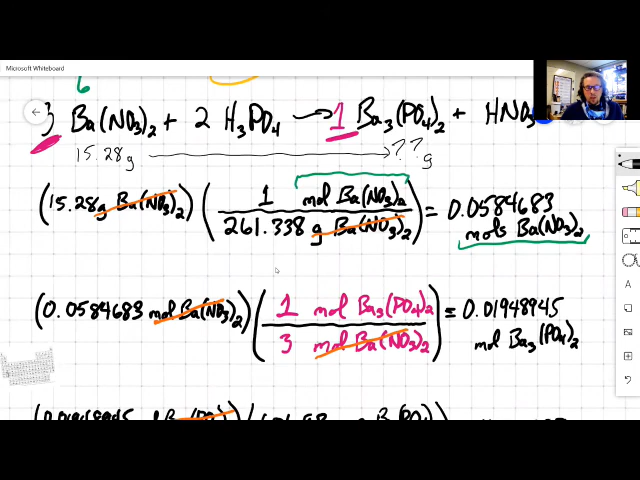 Microsoft Whiteboard
6
3 Ba(NO₃)₂ + 2 H₃PO₄ → 1 Ba₃(PO₄)₂ + HNO₃
15.28g → ??g
(15.28g Ba(NO₃)₂) (1 mol Ba(NO₃)₂ / 261.338 g Ba(NO₃)₂) = 0.0584683
mols Ba(NO₃)₂
(0.0584683 mol Ba(NO₃)₂) (1 mol Ba₃(PO₄)₂ / 3 mol Ba(NO₃)₂) = 0.01948945
mol Ba₃(PO₄)₂